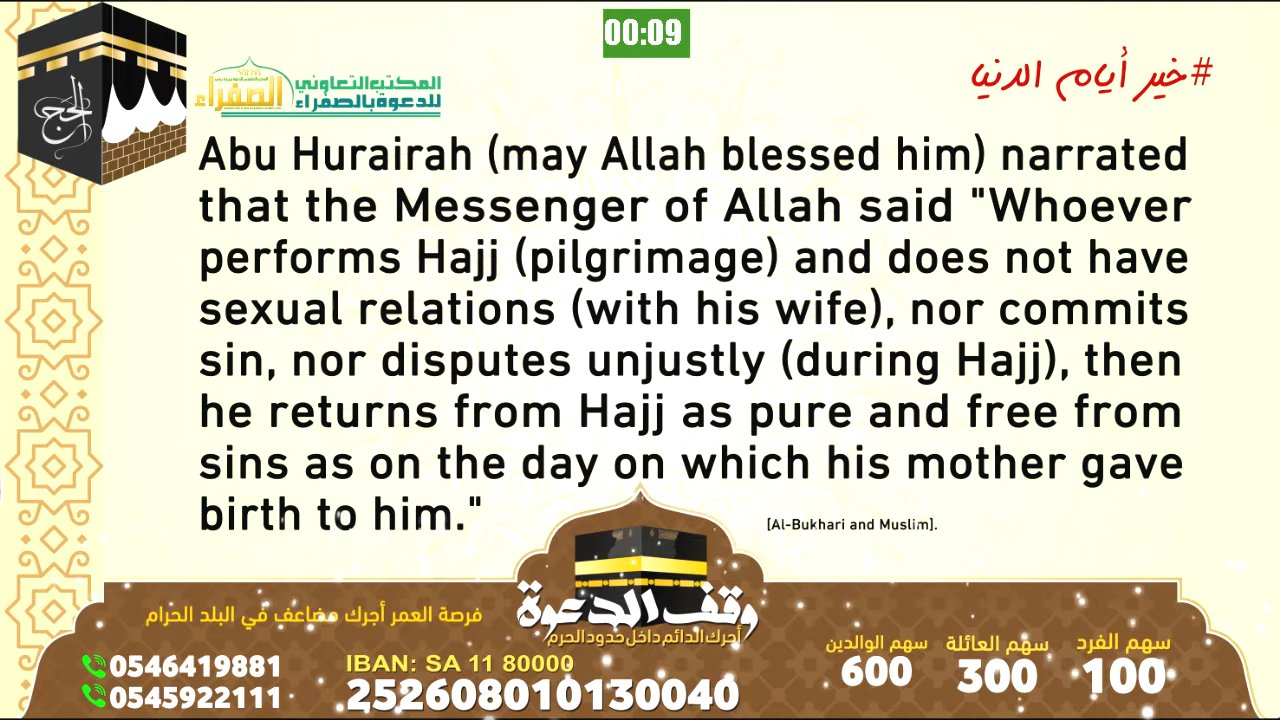 00:09
#خير أيام الدنيا
الحج
المكتب التعاوني
للدعوة بالصفراء
الصفراء
Abu Hurairah (may Allah blessed him) narrated
that the Messenger of Allah said "Whoever
performs Hajj (pilgrimage) and does not have
sexual relations (with his wife), nor commits
sin, nor disputes unjustly (during Hajj), then
he returns from Hajj as pure and free from
sins as on the day on which his mother gave
birth to him."
[Al-Bukhari and Muslim].
وقف الدعوة
أجرك الدائم داخل حدود الحرم
فرصة العمر أجرك مضاعف في البلد الحرام
0546419881
0545922111
IBAN: SA 11 80000
252608010130040
سهم الفرد
100
سهم العائلة
300
سهم الوالدين
600